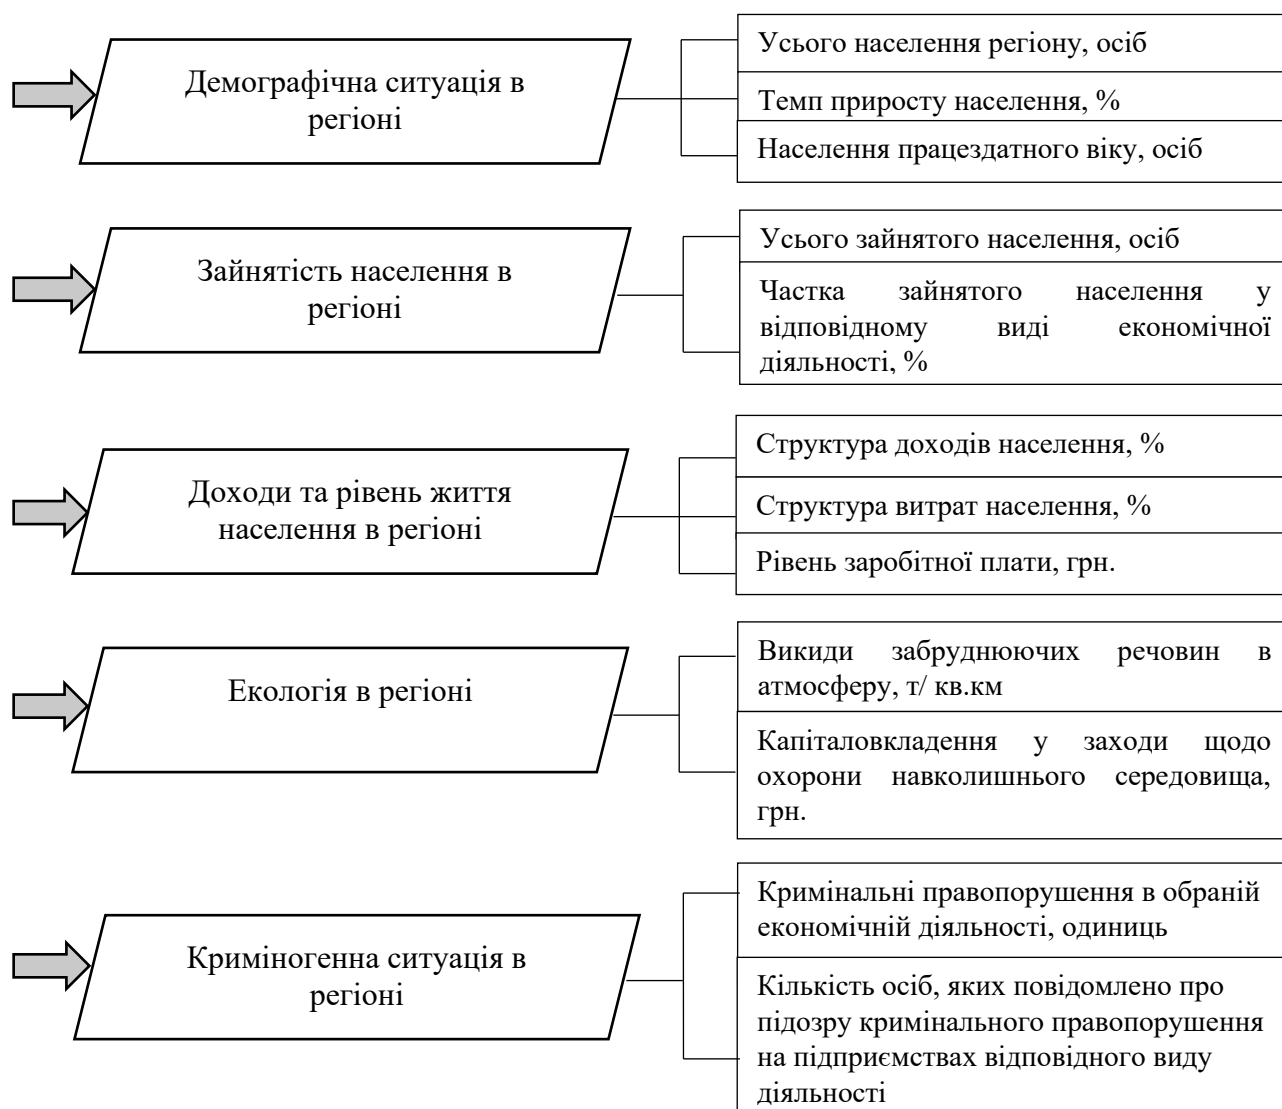 Демографічна ситуація в
регіоні
Усього населення регіону, осіб
Темп приросту населення, %
Населення працездатного віку, осіб
Зайнятість населення в
регіоні
Усього зайнятого населення, осіб
Частка зайнятого населення у
відповідному виді економічної
діяльності, %
Доходи та рівень життя
населення в регіоні
Структура доходів населення, %
Структура витрат населення, %
Рівень заробітної плати, грн.
Екологія в регіоні
Викиди забруднюючих речовин в
атмосферу, т/ кв.км
Капіталовкладення у заходи щодо
охорони навколишнього середовища,
грн.
Криміногенна ситуація в
регіоні
Кримінальні правопорушення в обраній
економічній діяльності, одиниць
Кількість осіб, яких повідомлено про
підозру кримінального правопорушення
на підприємствах відповідного виду
діяльності